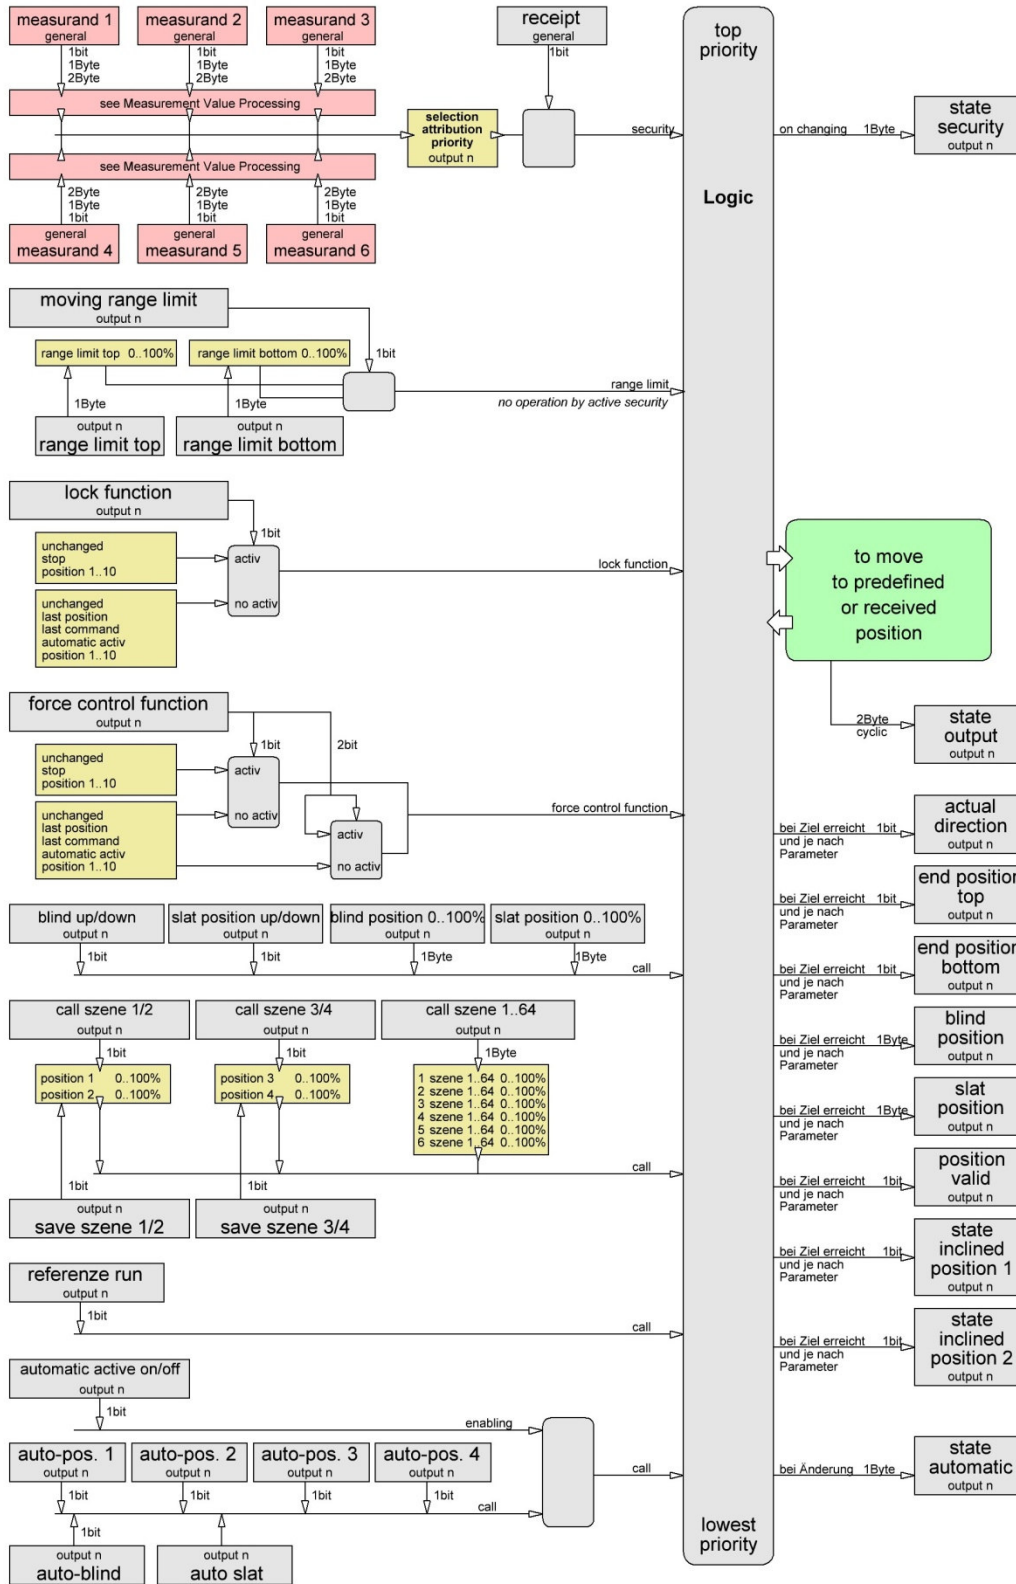 measurand 1
general
measurand 2
general
measurand 3
general
receipt
general
top
priority
1bit
1Byte
2Byte
1bit
1Byte
2Byte
1bit
1Byte
2Byte
1bit
see Measurement Value Processing
selection
attribution
priority
output n
security
on changing 1Byte
state
security
output n
see Measurement Value Processing
2Byte
1Byte
1bit
2Byte
1Byte
1bit
2Byte
1Byte
1bit
Logic
general
measurand 4
general
measurand 5
general
measurand 6
moving range limit
output n
range limit top 0..100%
range limit bottom 0..100%
1bit
1Byte
1Byte
range limit
no operation by active security
output n
range limit top
output n
range limit bottom
lock function
output n
1bit
unchanged
stop
position 1..10
activ
no activ
lock function
unchanged
last position
last command
automatic activ
position 1..10
to move
to predefined
or received
position
2Byte
cyclic
state
output
output n
force control function
output n
1bit
2bit
unchanged
stop
position 1..10
activ
no activ
unchanged
last position
last command
automatic activ
position 1..10
activ
no activ
force control function
bei Ziel erreicht 1bit
und je nach
Parameter
actual
direction
output n
blind up/down
output n
slat position up/down
output n
blind position 0..100%
output n
slat position 0..100%
output n
1bit
1bit
1Byte
1Byte
call
bei Ziel erreicht 1bit
und je nach
Parameter
end position
top
output n
bei Ziel erreicht 1bit
und je nach
Parameter
end position
bottom
output n
call szene 1/2
output n
call szene 3/4
output n
call szene 1..64
output n
1bit
1bit
1Byte
position 1 0..100%
position 2 0..100%
position 3 0..100%
position 4 0..100%
1 szene 1..64 0..100%
2 szene 1..64 0..100%
3 szene 1..64 0..100%
4 szene 1..64 0..100%
5 szene 1..64 0..100%
6 szene 1..64 0..100%
call
1bit
1bit
output n
save szene 1/2
output n
save szene 3/4
bei Ziel erreicht 1Byte
und je nach
Parameter
blind
position
output n
bei Ziel erreicht 1Byte
und je nach
Parameter
slat
position
output n
bei Ziel erreicht 1bit
und je nach
Parameter
position
valid
output n
bei Ziel erreicht 1bit
und je nach
Parameter
state
inclined
position 1
output n
referenze run
output n
1bit
call
bei Ziel erreicht 1bit
und je nach
Parameter
state
inclined
position 2
output n
automatic active on/off
output n
1bit
enabling
auto-pos. 1
output n
auto-pos. 2
output n
auto-pos. 3
output n
auto-pos. 4
output n
1bit
1bit
1bit
1bit
call
call
1bit
output n
auto-blind
output n
auto slat
bei Änderung 1Byte
state
automatic
output n
lowest
priority